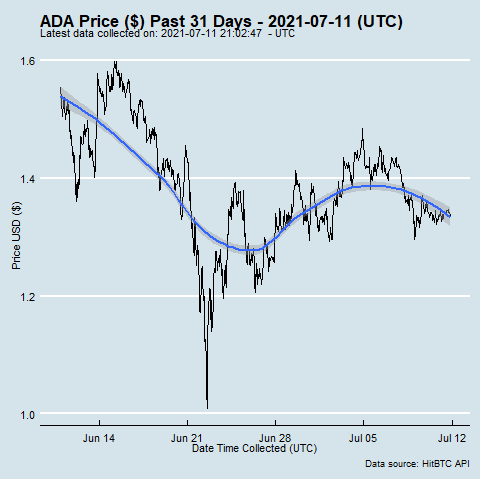 ADA Price ($) Past 31 Days - 2021-07-11 (UTC)
Latest data collected on: 2021-07-11 21:02:47  - UTC
1.6
1.4
1.2
1.0
Price USD ($)
Jun 14 Jun 21 Jun 28 Jul 05 Jul 12
Date Time Collected (UTC)
Data source: HitBTC API